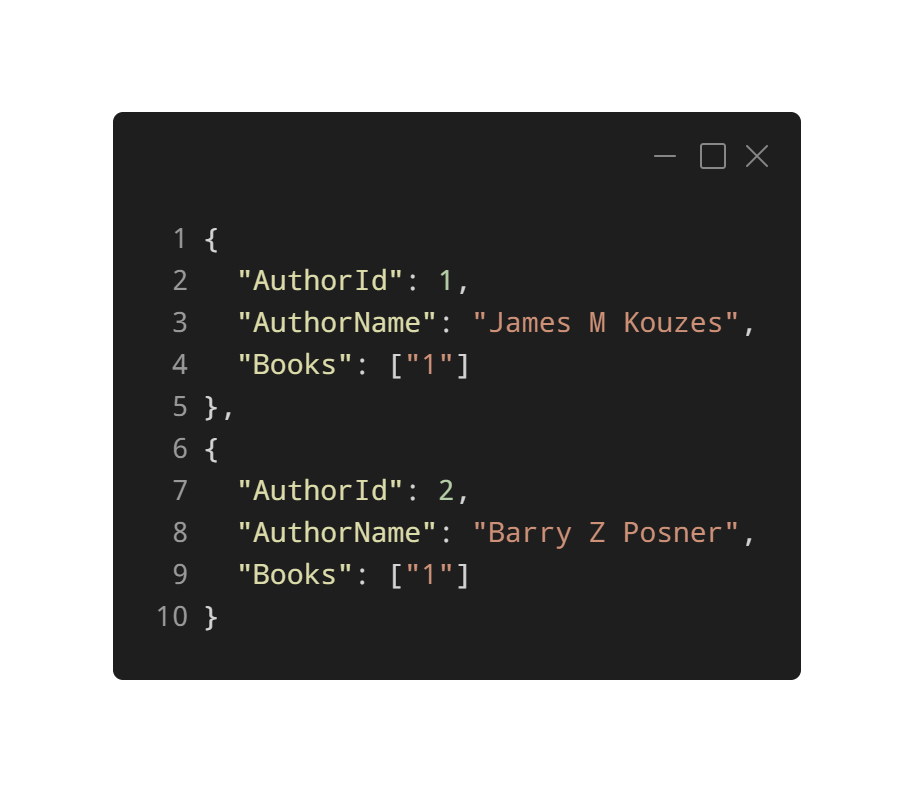 1 {
2 "AuthorId": 1,
3 "AuthorName": "James M Kouzes",
4 "Books": ["1"]
5 },
6 {
7 "AuthorId": 2,
8 "AuthorName": "Barry Z Posner",
9 "Books": ["1"]
10 }